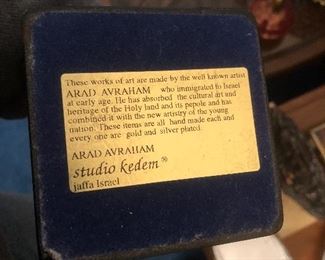 These works of art are made by the well known artist
ARAD AVRAHAM who immigrated to Israel
at early age. He has absorbed the cultural art and
heritage of the Holy land and its pepole and has
combined it with the new artistry of the young
nation. These items are all hand made each and
every one are gold and silver plated.
ARAD AVRAHAM
studio kedem®
jaffa Israel